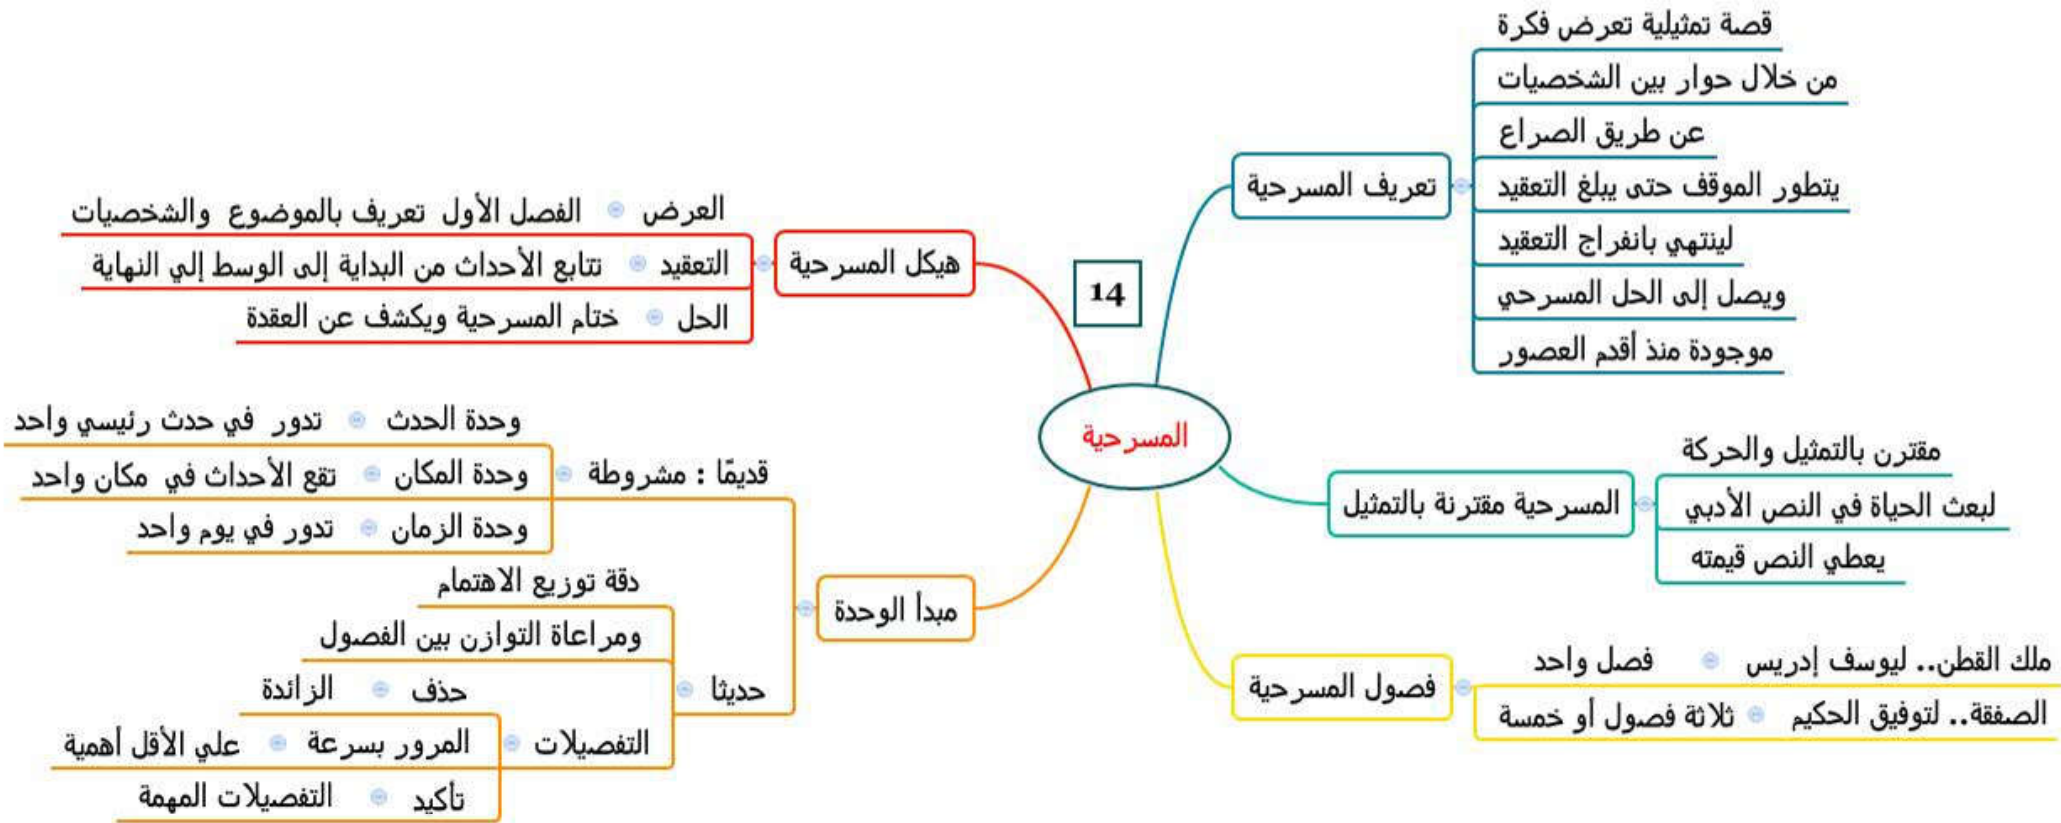 14
المسرحية
تعريف المسرحية
قصة تمثيلية تعرض فكرة
من خلال حوار بين الشخصيات
عن طريق الصراع
يتطور الموقف حتى يبلغ التعقيد
لينتهي بانفراج التعقيد
ويصل إلى الحل المسرحي
موجودة منذ أقدم العصور
المسرحية مقترنة بالتمثيل
مقترن بالتمثيل والحركة
لبعث الحياة في النص الأدبي
يعطي النص قيمته
فصول المسرحية
ملك القطن.. ليوسف إدريس فصل واحد
الصفقة.. لتوفيق الحكيم ثلاثة فصول أو خمسة
هيكل المسرحية
العرض الفصل الأول تعريف بالموضوع والشخصيات
التعقيد تتابع الأحداث من البداية إلى الوسط إلي النهاية
الحل ختام المسرحية ويكشف عن العقدة
مبدأ الوحدة
قديمًا : مشروطة
وحدة الحدث تدور في حدث رئيسي واحد
وحدة المكان تقع الأحداث في مكان واحد
وحدة الزمان تدور في يوم واحد
حديثا
دقة توزيع الاهتمام
ومراعاة التوازن بين الفصول
التفصيلات
حذف الزائدة
المرور بسرعة علي الأقل أهمية
تأكيد التفصيلات المهمة